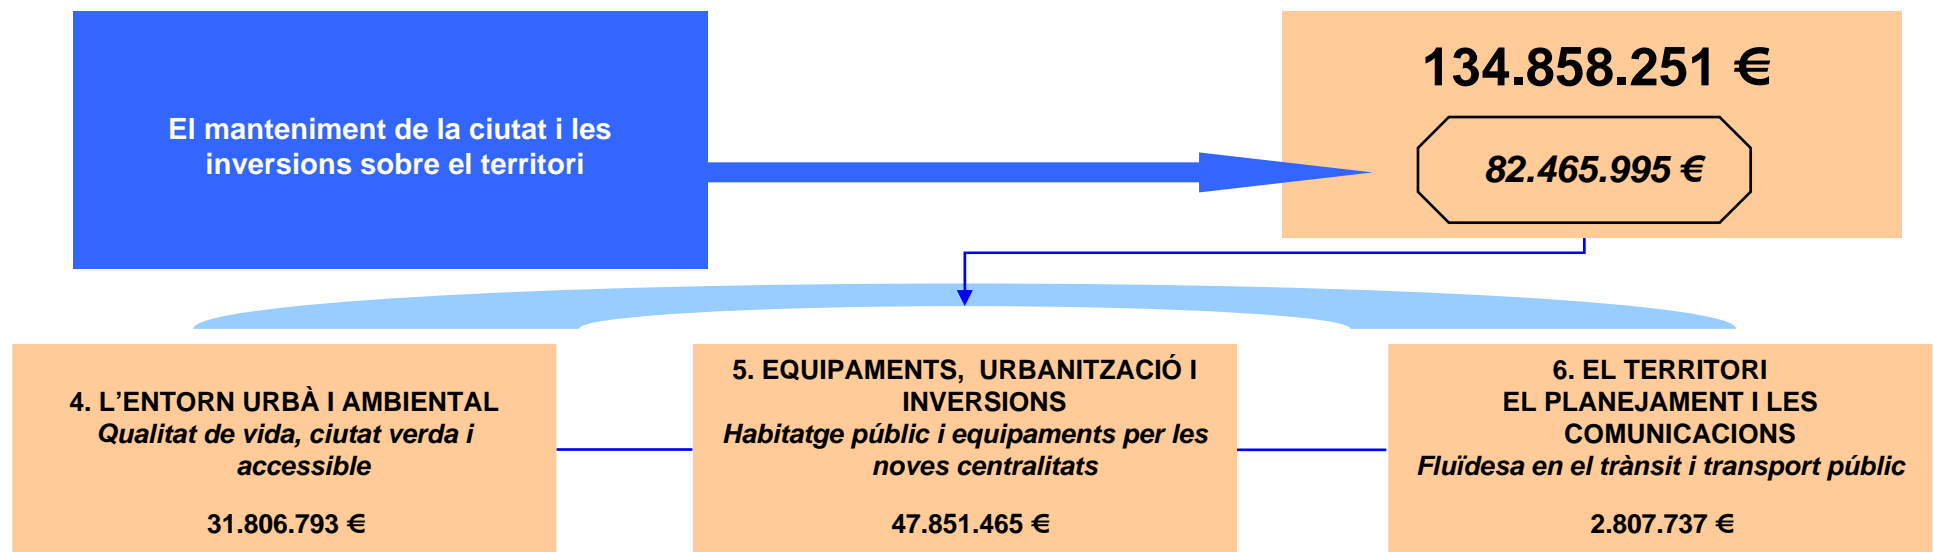 El manteniment de la ciutat i les
inversions sobre el territori
134.858.251 €
82.465.995 €
4. L’ENTORN URBÀ I AMBIENTAL
Qualitat de vida, ciutat verda i
accessible
31.806.793 €
5. EQUIPAMENTS, URBANITZACIÓ I
INVERSIONS
Habitatge públic i equipaments per les
noves centralitats
47.851.465 €
6. EL TERRITORI
EL PLANEJAMENT I LES
COMUNICACIONS
Fluïdesa en el trànsit i transport públic
2.807.737 €